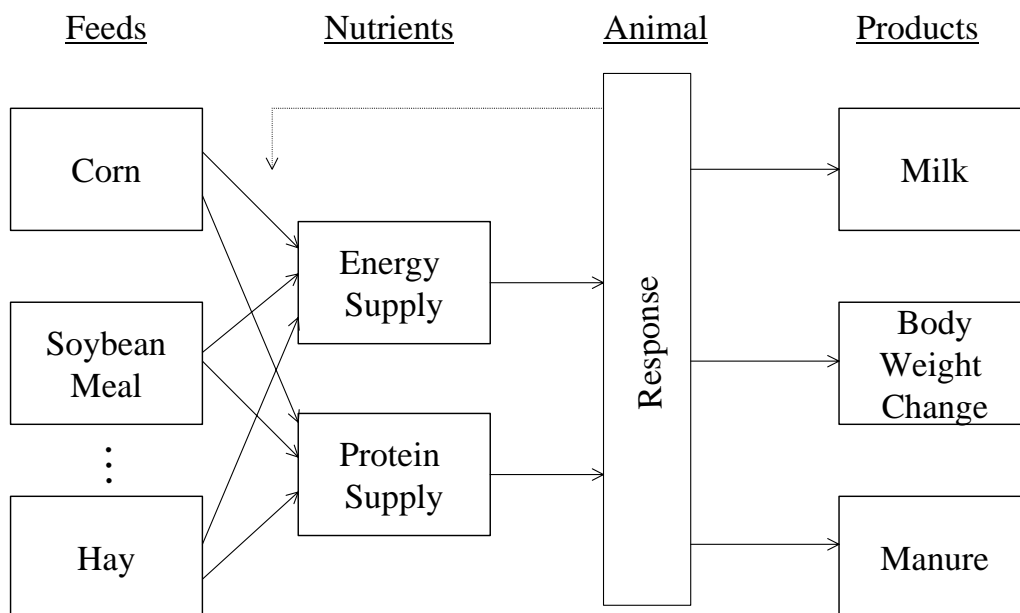 Feeds
Nutrients
Animal
Products
Corn
Soybean
Meal
⋮
Hay
Energy
Supply
Protein
Supply
Response
Milk
Body
Weight
Change
Manure